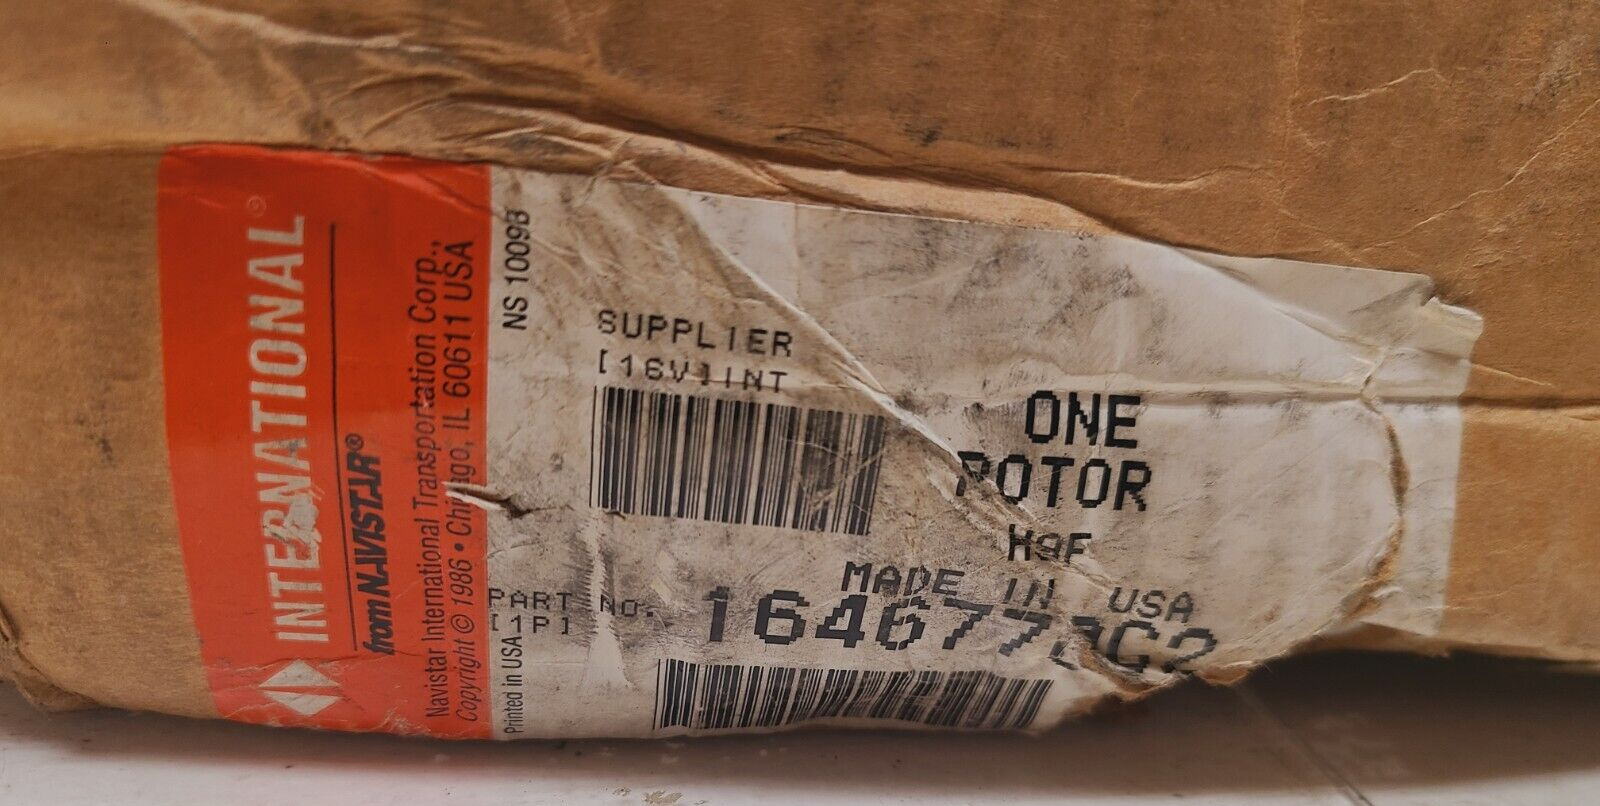 INTERNATIONAL®
from NAVISTAR®
Navistar International Transportation Corp.,
Copyright © 1986 • Chicago, IL 60611 USA
Printed in USA
NS 1009B
SUPPLIER
[16V]INT
ONE
ROTOR
MADE IN USA
PART NO.
[1P]